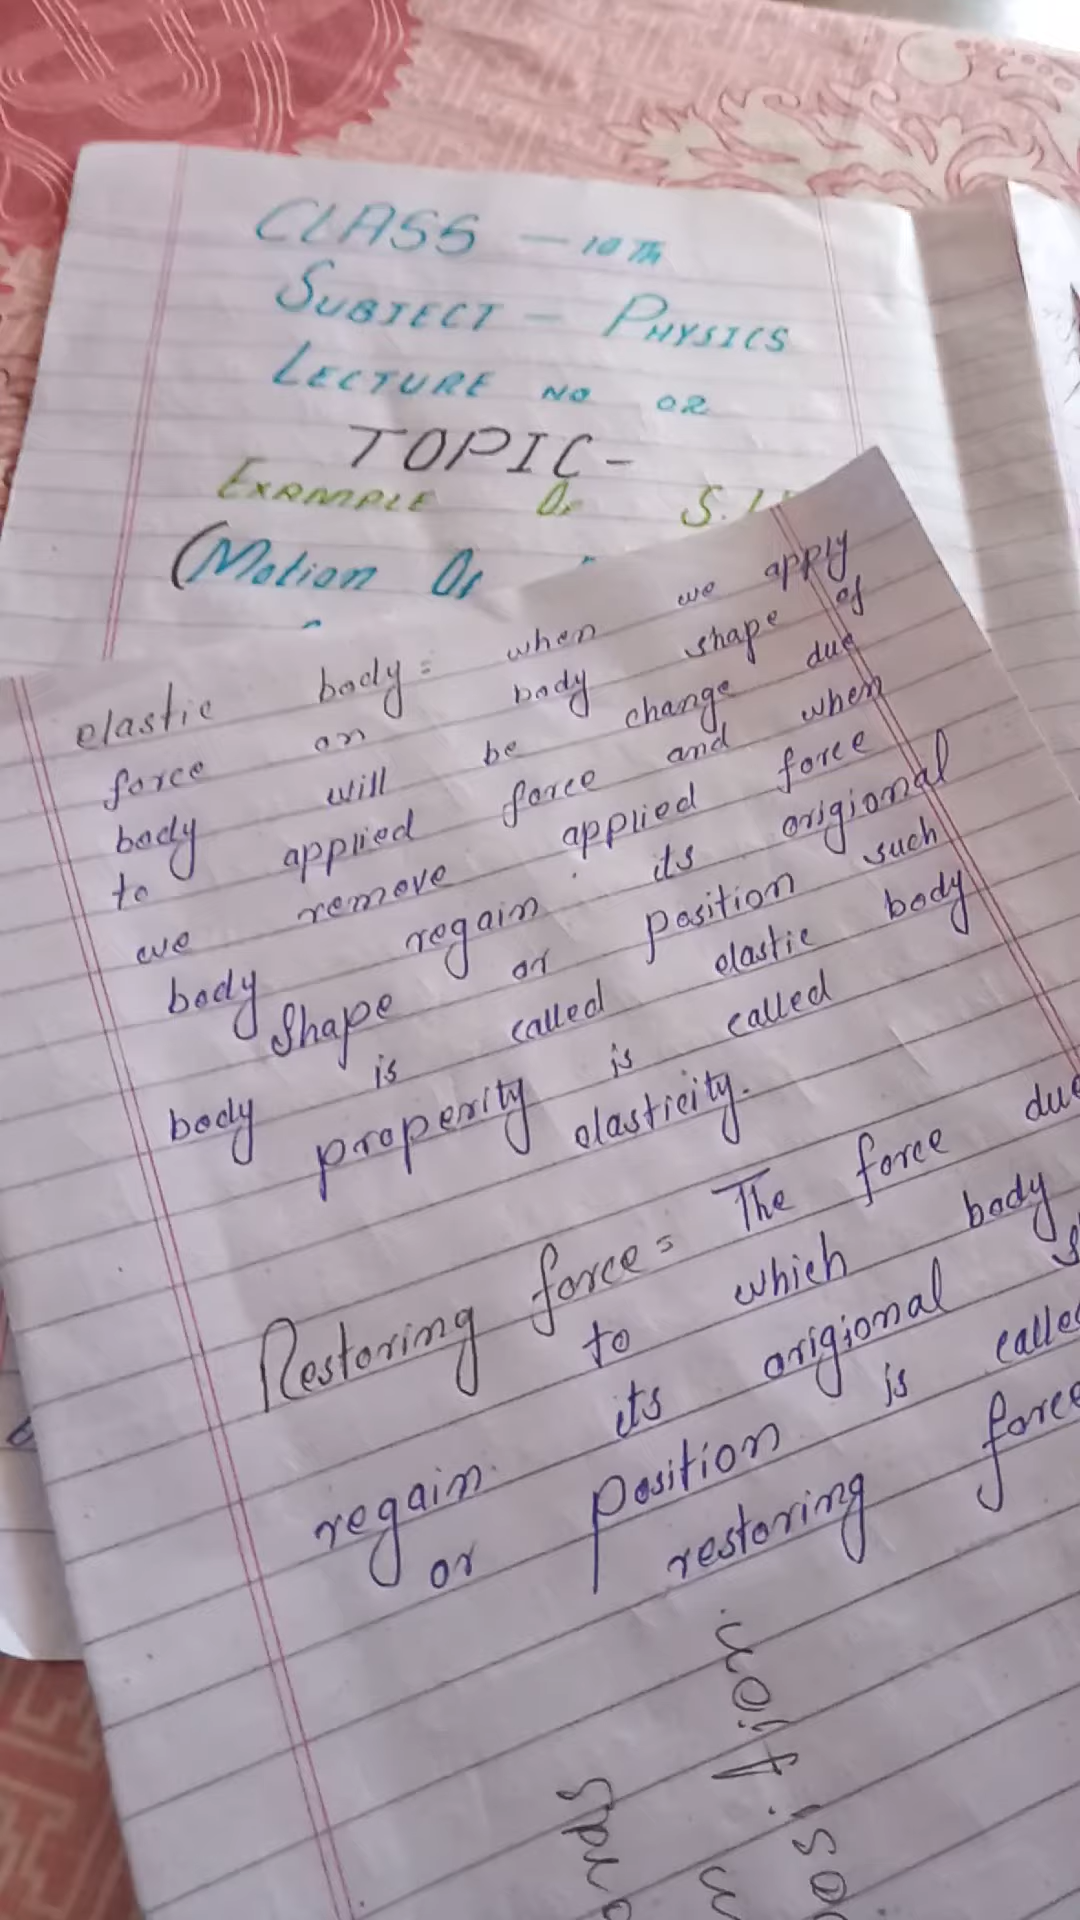 CLASS - 10Th
SUBJECT - PHYSICS
LECTURE NO 02
TOPIC-
EXAMPLE OF S.
(Motion Of
elastic body= when we apply
force on body shape of
body will be change due
to applied force and when
we remove applied force
body regain its origional
Shape or position such
body is called elastic body
properity is called
elasticity.
Restoring force= The force due
to which body
regain its origional
or position is called
restoring force